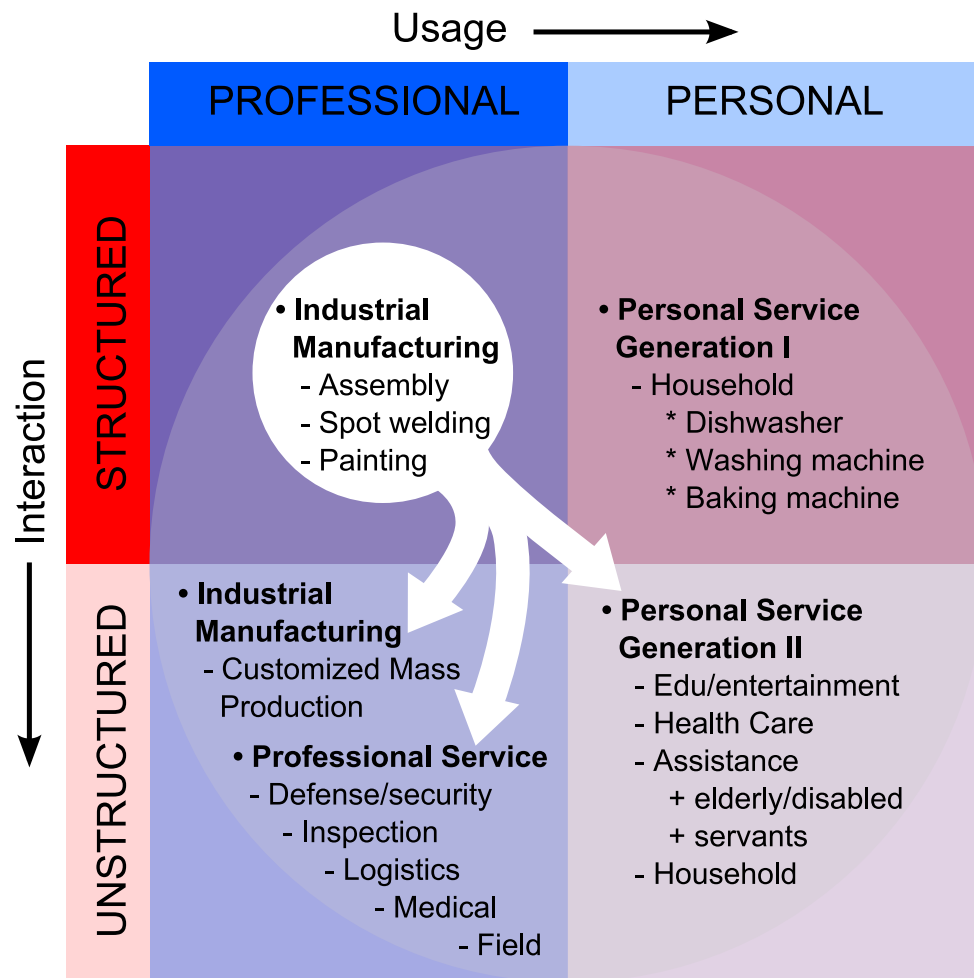 Usage
PROFESSIONAL
PERSONAL
Interaction
STRUCTURED
• Industrial
Manufacturing
- Assembly
- Spot welding
- Painting
• Personal Service
Generation I
- Household
* Dishwasher
* Washing machine
* Baking machine
UNSTRUCTURED
• Industrial
Manufacturing
- Customized Mass
Production
• Professional Service
- Defense/security
- Inspection
- Logistics
- Medical
- Field
• Personal Service
Generation II
- Edu/entertainment
- Health Care
- Assistance
+ elderly/disabled
+ servants
- Household